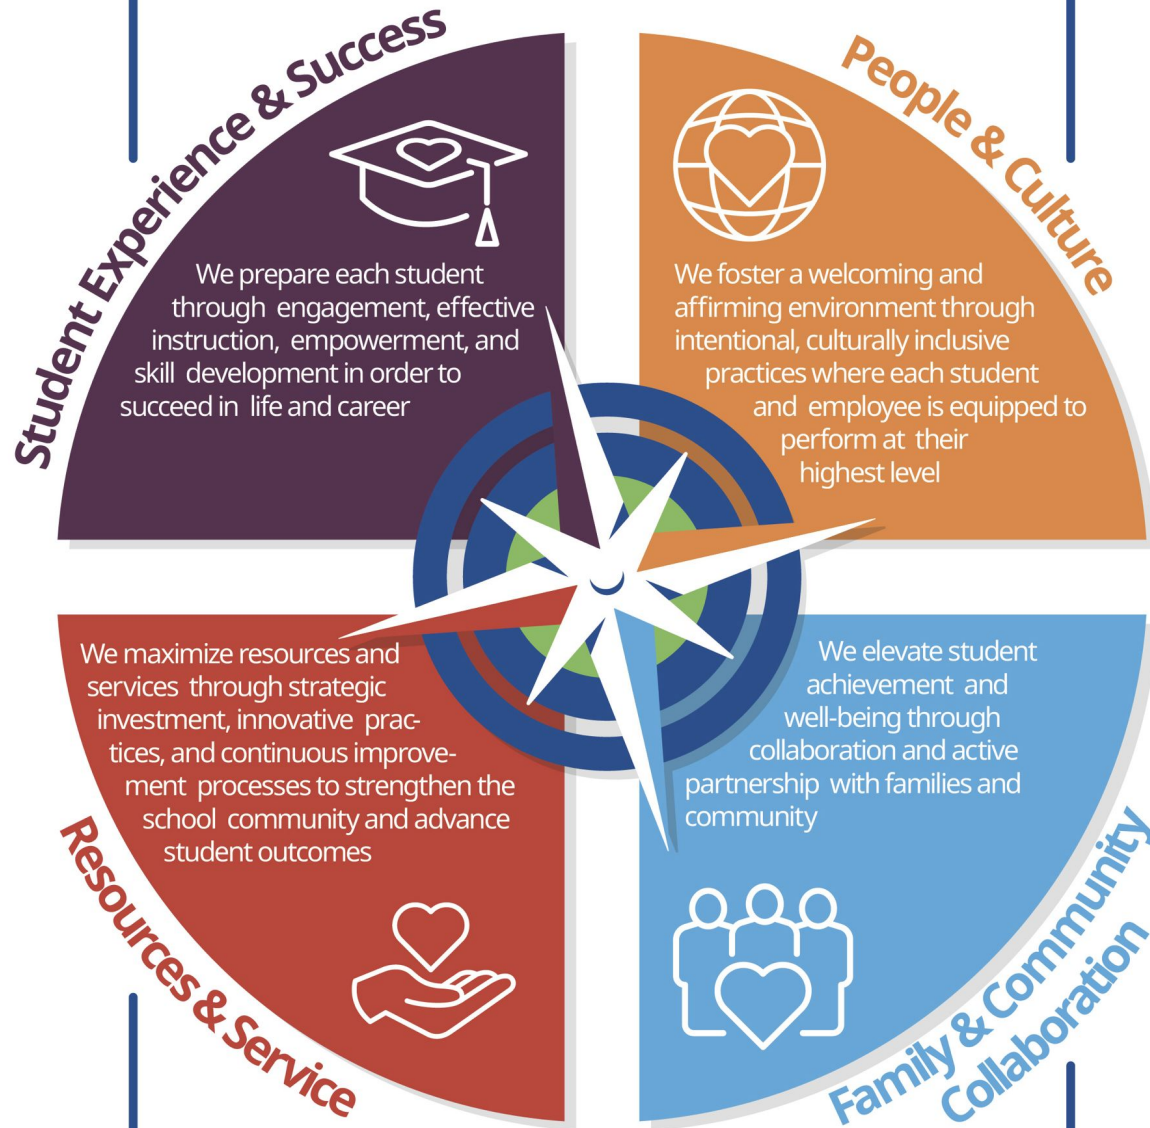 Student Experience & Success
We prepare each student
through engagement, effective
instruction, empowerment, and
skill development in order to
succeed in life and career
People & Culture
We foster a welcoming and
affirming environment through
intentional, culturally inclusive
practices where each student
and employee is equipped to
perform at their
highest level
We maximize resources and
services through strategic
investment, innovative prac-
tices, and continuous improve-
ment processes to strengthen the
school community and advance
student outcomes
Resources & Service
We elevate student
achievement and
well-being through
collaboration and active
partnership with families and
community
Family & Community
Collaboration